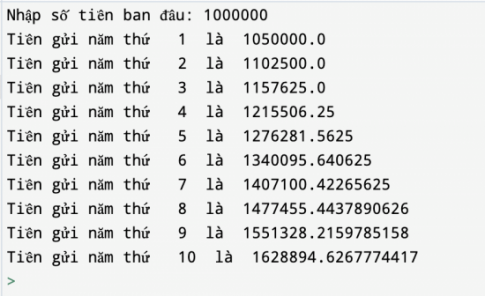 Nhập số tiền ban đầu: 1000000
Tiền gửi năm thứ  1  là  1050000.0
Tiền gửi năm thứ  2  là  1102500.0
Tiền gửi năm thứ  3  là  1157625.0
Tiền gửi năm thứ  4  là  1215506.25
Tiền gửi năm thứ  5  là  1276281.5625
Tiền gửi năm thứ  6  là  1340095.640625
Tiền gửi năm thứ  7  là  1407100.42265625
Tiền gửi năm thứ  8  là  1477455.4437890626
Tiền gửi năm thứ  9  là  1551328.2159785158
Tiền gửi năm thứ  10  là  1628894.6267774417
>